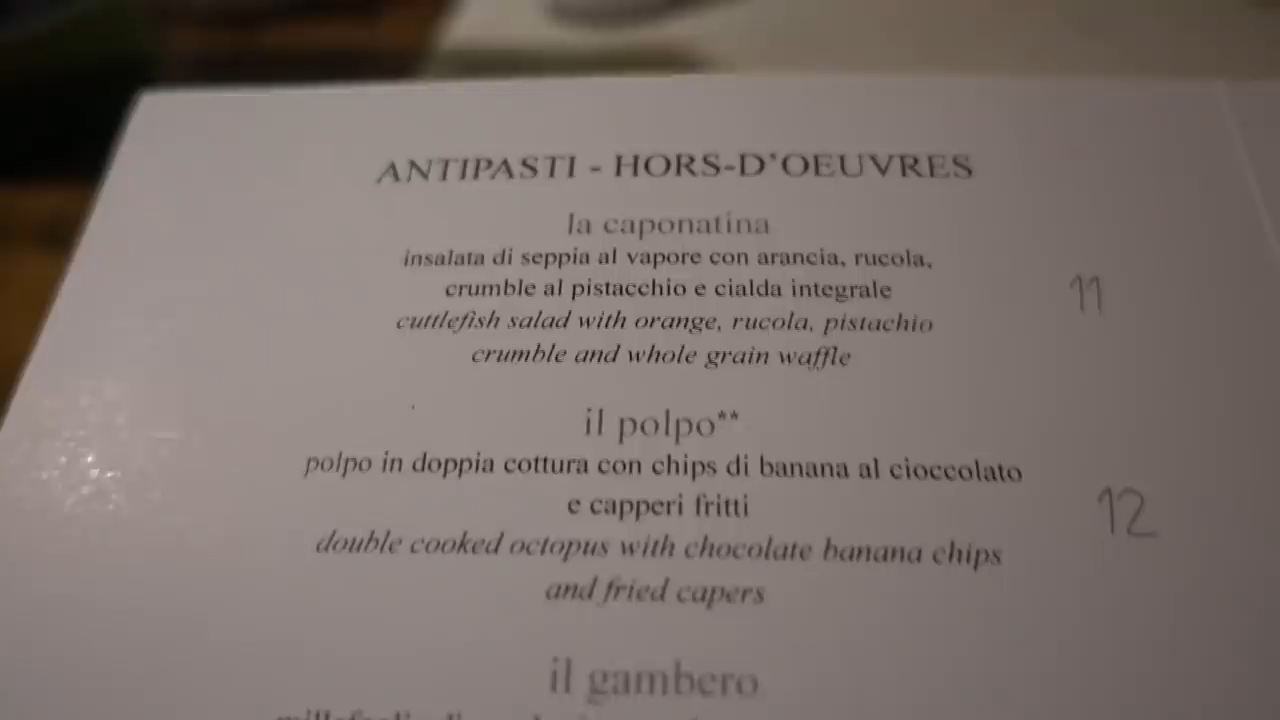 ANTIPASTI - HORS-D'OEUVRES
la caponatina
insalata di seppia al vapore con arancia, rucola,
crumble al pistacchio e cialda integrale
11
cuttlefish salad with orange, rucola, pistachio
crumble and whole grain waffle
il polpo**
polpo in doppia cottura con chips di banana al cioccolato
e capperi fritti
12
double cooked octopus with chocolate banana chips
and fried capers
il gambero